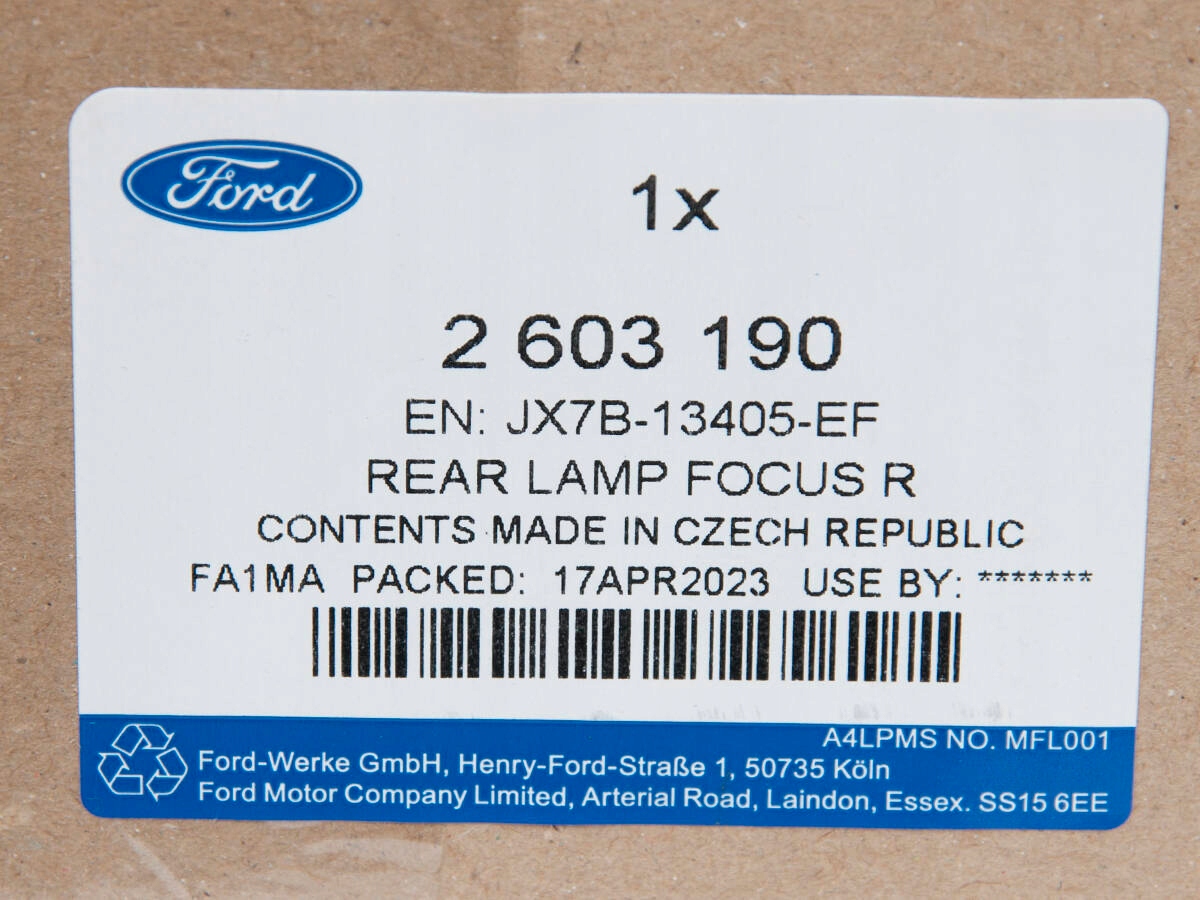 Ford
1x
2 603 190
EN: JX7B-13405-EF
REAR LAMP FOCUS R
CONTENTS MADE IN CZECH REPUBLIC
FA1MA PACKED: 17APR2023 USE BY: *******
A4LPMS NO. MFL001
Ford-Werke GmbH, Henry-Ford-Straße 1, 50735 Köln
Ford Motor Company Limited, Arterial Road, Laindon, Essex. SS15 6EE